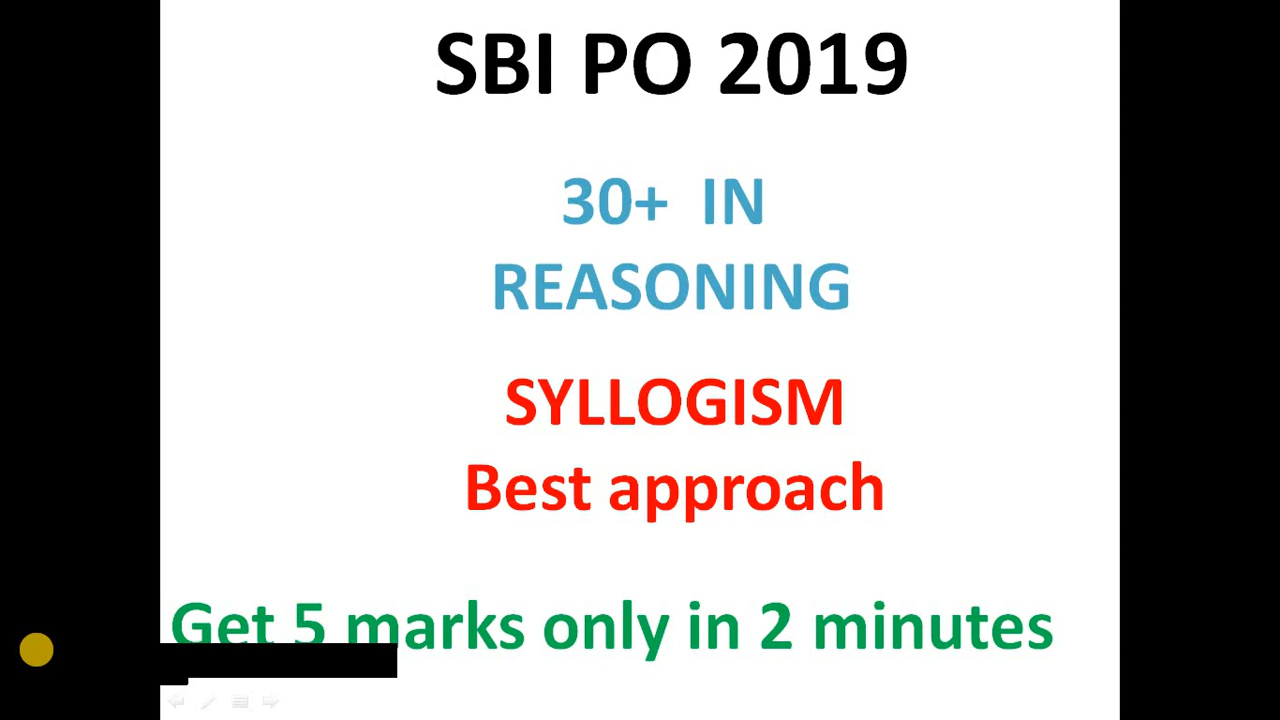 SBI PO 2019
30+ IN
REASONING
SYLLOGISM
Best approach
Get 5 marks only in 2 minutes